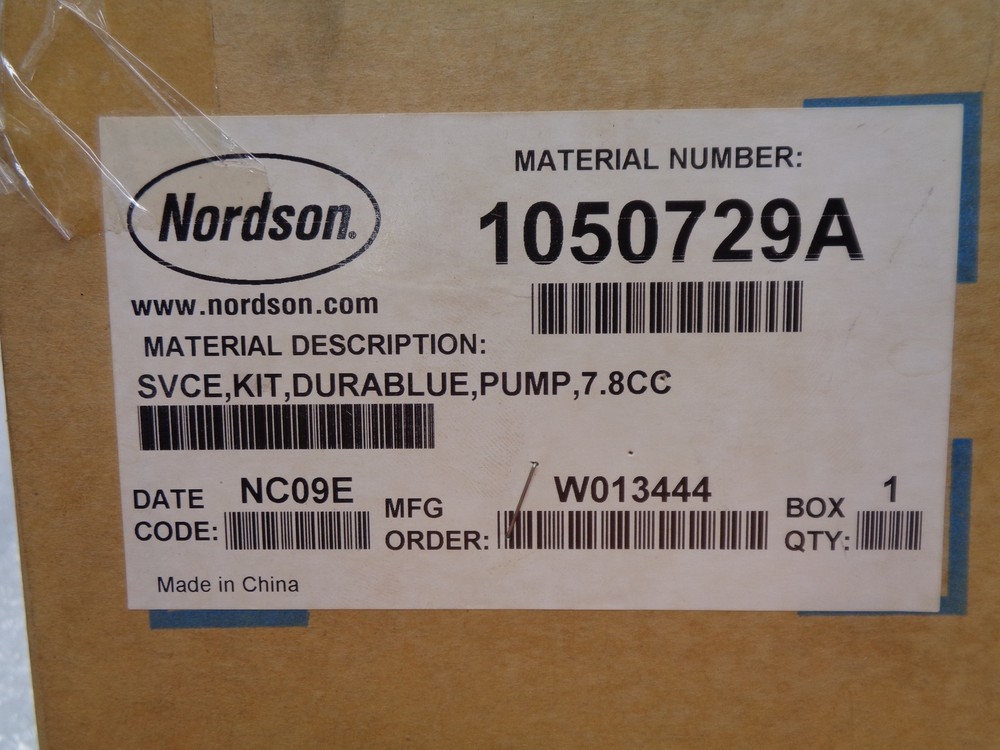 Nordson®
www.nordson.com
MATERIAL NUMBER:
1050729A
MATERIAL DESCRIPTION:
SVCE,KIT,DURABLUE,PUMP,7.8CC
DATE CODE: NC09E
MFG ORDER: W013444
BOX QTY: 1
Made in China